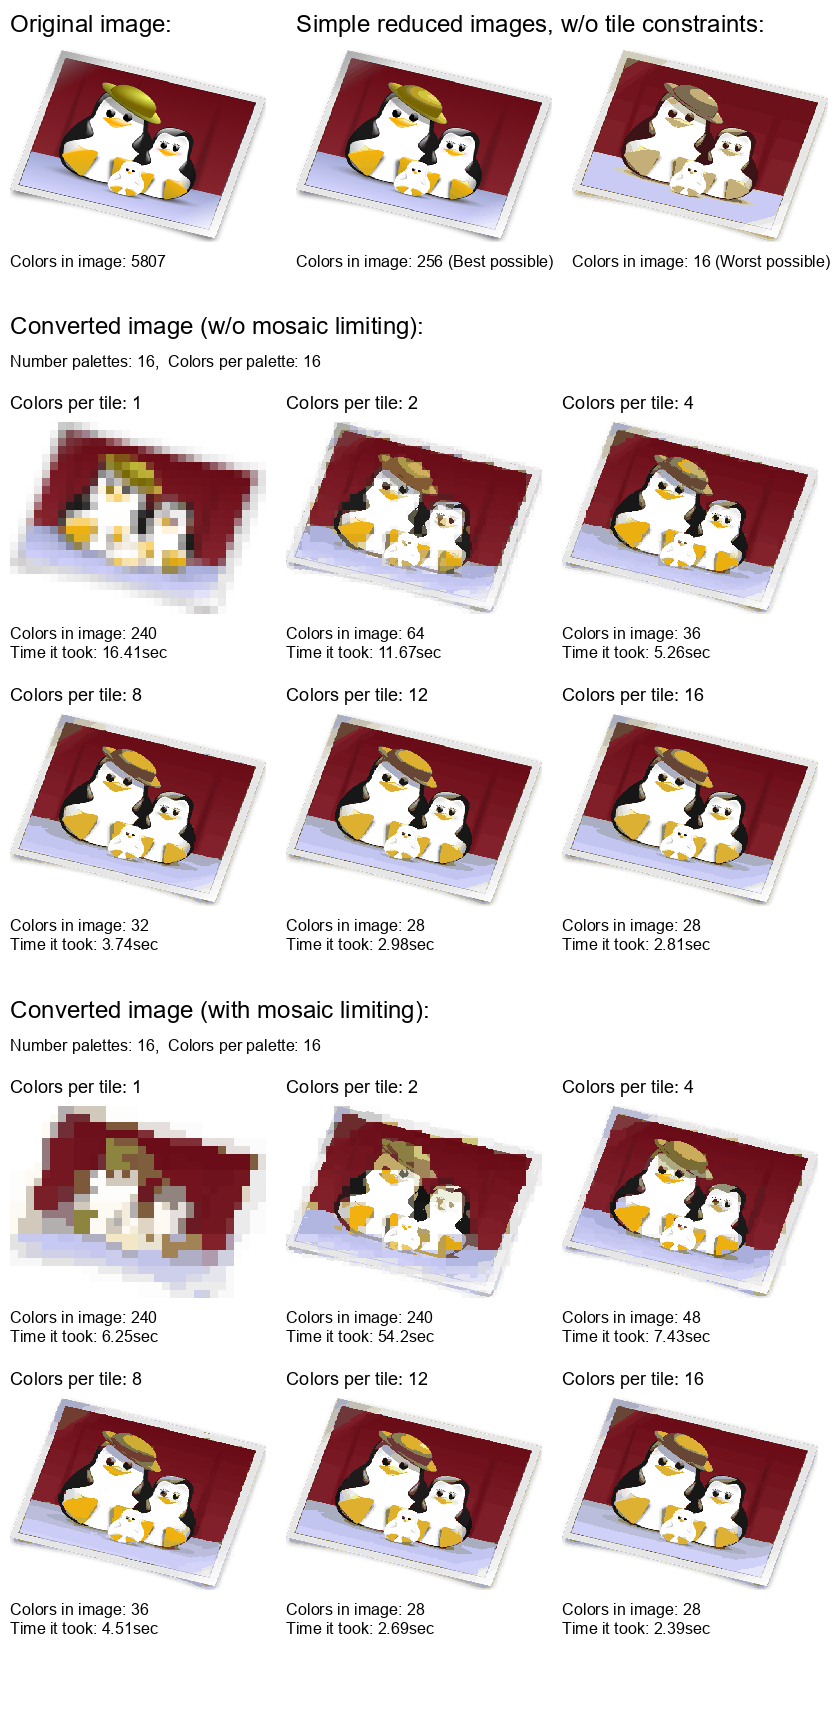 Original image:
Simple reduced images, w/o tile constraints:
Colors in image: 5807
Colors in image: 256 (Best possible)
Colors in image: 16 (Worst possible)
Converted image (w/o mosaic limiting):
Number palettes: 16,  Colors per palette: 16
Colors per tile: 1
Colors per tile: 2
Colors per tile: 4
Colors in image: 240
Time it took: 16.41sec
Colors in image: 64
Time it took: 11.67sec
Colors in image: 36
Time it took: 5.26sec
Colors per tile: 8
Colors per tile: 12
Colors per tile: 16
Colors in image: 32
Time it took: 3.74sec
Colors in image: 28
Time it took: 2.98sec
Colors in image: 28
Time it took: 2.81sec
Converted image (with mosaic limiting):
Number palettes: 16,  Colors per palette: 16
Colors per tile: 1
Colors per tile: 2
Colors per tile: 4
Colors in image: 240
Time it took: 6.25sec
Colors in image: 240
Time it took: 54.2sec
Colors in image: 48
Time it took: 7.43sec
Colors per tile: 8
Colors per tile: 12
Colors per tile: 16
Colors in image: 36
Time it took: 4.51sec
Colors in image: 28
Time it took: 2.69sec
Colors in image: 28
Time it took: 2.39sec